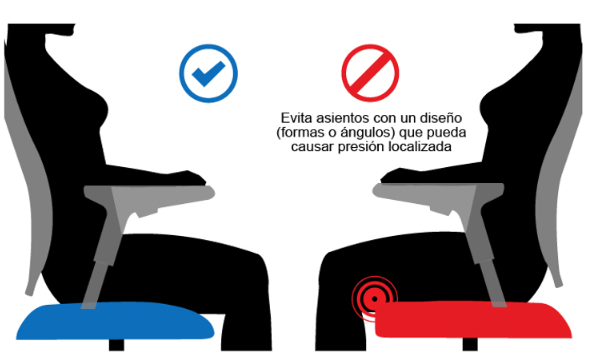 Evita asientos con un diseño
(formas o ángulos) que pueda
causar presión localizada